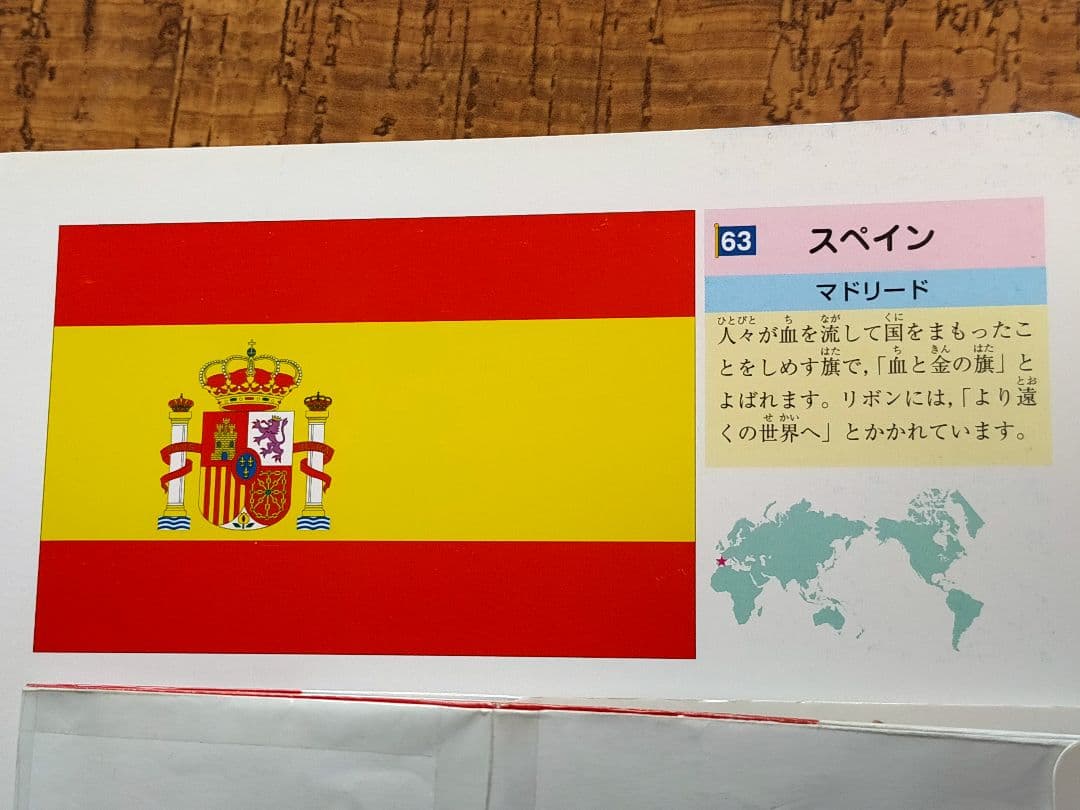 63 スペイン
マドリード
人々が血を流して国をまもったこ
とをしめす旗で,「血と金の旗」と
よばれます。リボンには,「より遠
くの世界へ」とかかれています。